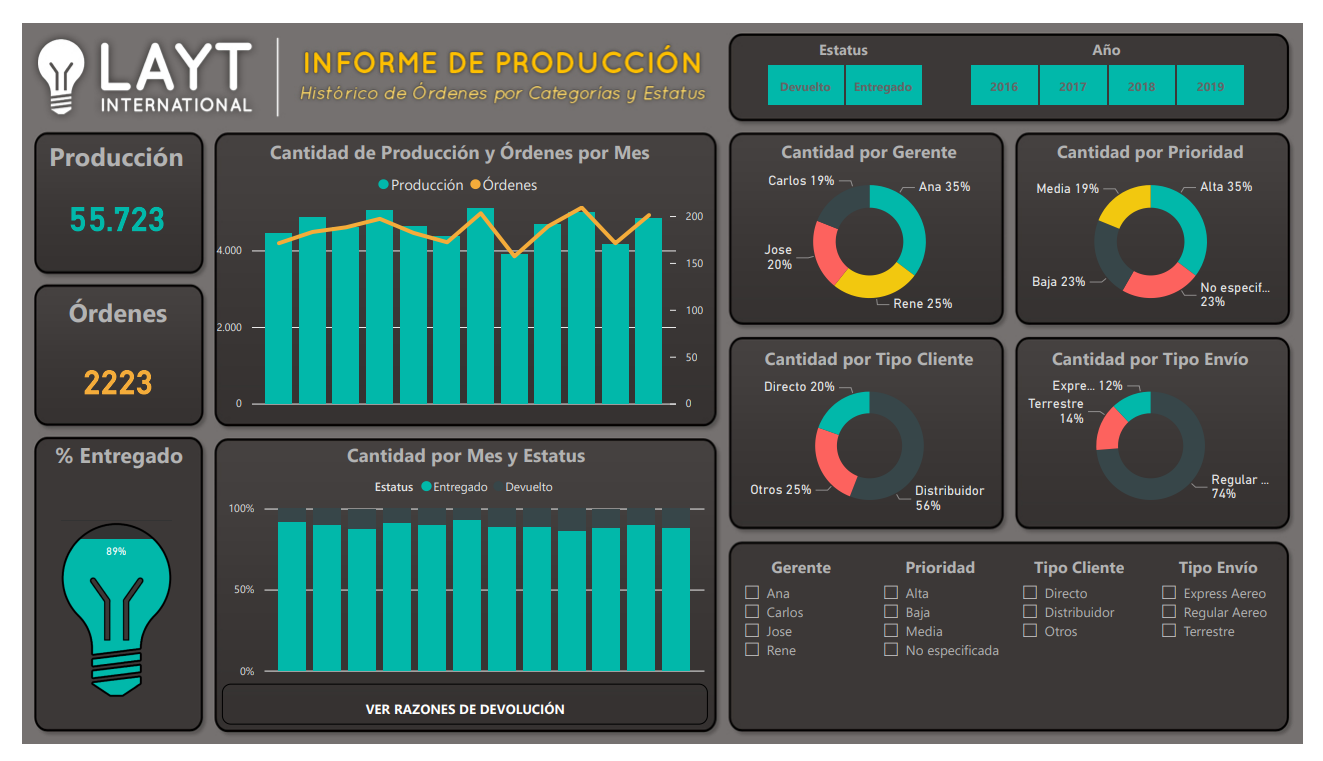 LAYT
INTERNATIONAL
INFORME DE PRODUCCIÓN
Histórico de Órdenes por Categorías y Estatus
Estatus
Devuelto
Entregado
Año
2016
2017
2018
2019
Producción
55.723
Órdenes
2223
% Entregado
89%
Cantidad de Producción y Órdenes por Mes
Producción
Órdenes
4.000
2.000
0
200
150
100
50
0
Cantidad por Mes y Estatus
Estatus
Entregado
Devuelto
100%
50%
0%
VER RAZONES DE DEVOLUCIÓN
Cantidad por Gerente
Carlos 19%
Ana 35%
Jose
20%
Rene 25%
Cantidad por Prioridad
Media 19%
Alta 35%
Baja 23%
No especif...
23%
Cantidad por Tipo Cliente
Directo 20%
Otros 25%
Distribuidor
56%
Cantidad por Tipo Envío
Expre... 12%
Terrestre
14%
Regular ...
74%
Gerente
Ana
Carlos
Jose
Rene
Prioridad
Alta
Baja
Media
No especificada
Tipo Cliente
Directo
Distribuidor
Otros
Tipo Envío
Express Aereo
Regular Aereo
Terrestre